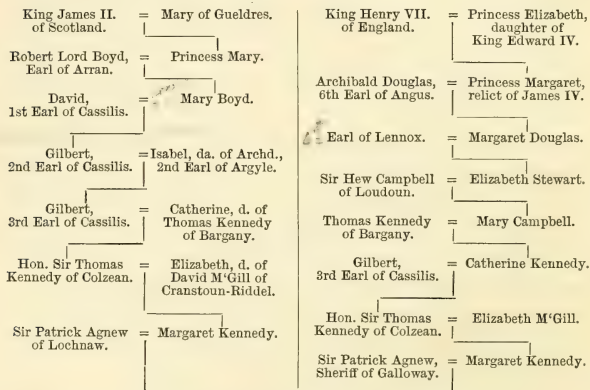 King James II. = Mary of Gueldres.
of Scotland.
Robert Lord Boyd, = Princess Mary.
Earl of Arran.
David, = Mary Boyd.
1st Earl of Cassilis.
Gilbert, = Isabel, da. of Archd.,
2nd Earl of Cassilis. 2nd Earl of Argyle.
Gilbert, = Catherine, d. of
3rd Earl of Cassilis. Thomas Kennedy
of Bargany.
Hon. Sir Thomas = Elizabeth, d. of
Kennedy of Colzean. David M'Gill of
Cranstoun-Riddel.
Sir Patrick Agnew = Margaret Kennedy.
of Lochnaw.
King Henry VII. = Princess Elizabeth,
of England. daughter of
King Edward IV.
Archibald Douglas, = Princess Margaret,
6th Earl of Angus. relict of James IV.
Earl of Lennox. = Margaret Douglas.
Sir Hew Campbell = Elizabeth Stewart.
of Loudoun.
Thomas Kennedy = Mary Campbell.
of Bargany.
Gilbert, = Catherine Kennedy.
3rd Earl of Cassilis.
Hon. Sir Thomas = Elizabeth M'Gill.
Kennedy of Colzean.
Sir Patrick Agnew, = Margaret Kennedy.
Sheriff of Galloway.